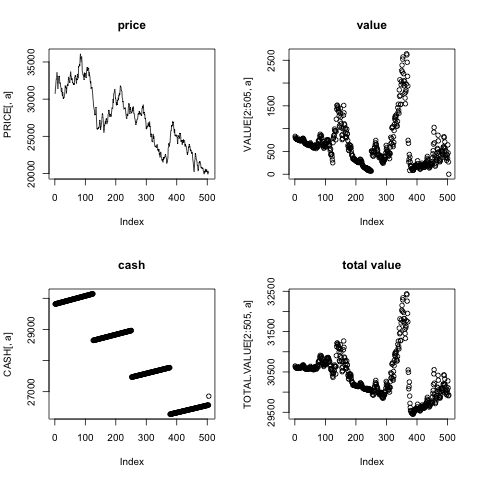 price
PRICE[, a]
20000 25000 30000 35000
0 100 200 300 400 500
Index
value
VALUE[2:505, a]
0 500 1500 2500
0 100 200 300 400 500
Index
cash
CASH[, a]
27000 29000
0 100 200 300 400 500
Index
total value
TOTAL.VALUE[2:505, a]
29500 30500 31500 32500
0 100 200 300 400 500
Index